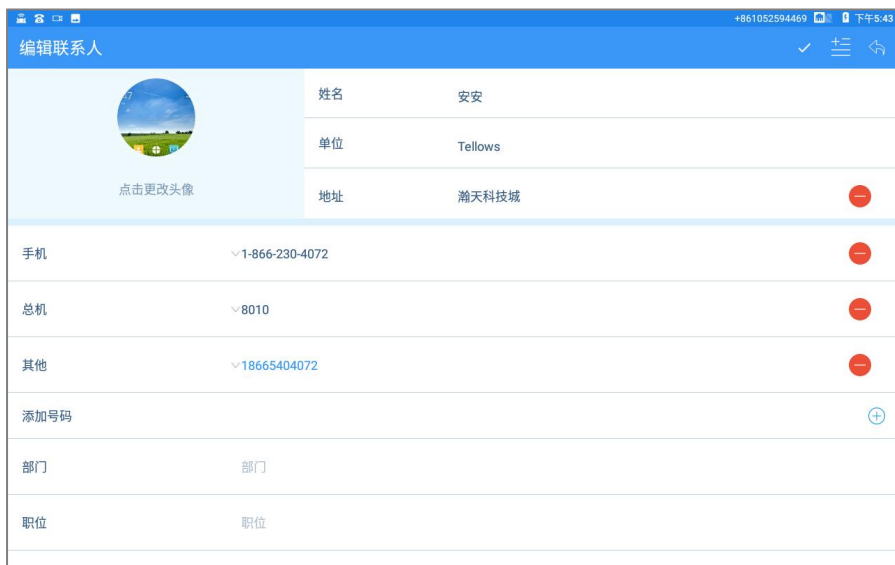 +861052594469 下午5:43
编辑联系人
姓名 安安
单位 Tellows
点击更改头像
地址 瀚天科技城
手机 1-866-230-4072
总机 8010
其他 18665404072
添加号码
部门 部门
职位 职位